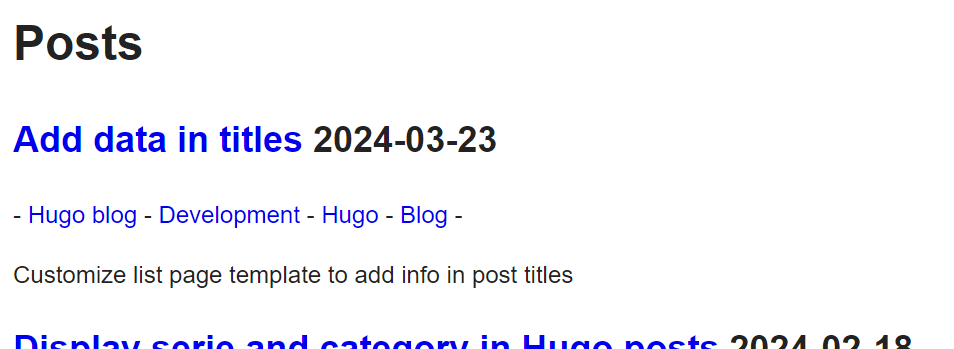 Posts
Add data in titles 2024-03-23
- Hugo blog - Development - Hugo - Blog -
Customize list page template to add info in post titles
Display serie and category in Hugo posts 2024-02-18